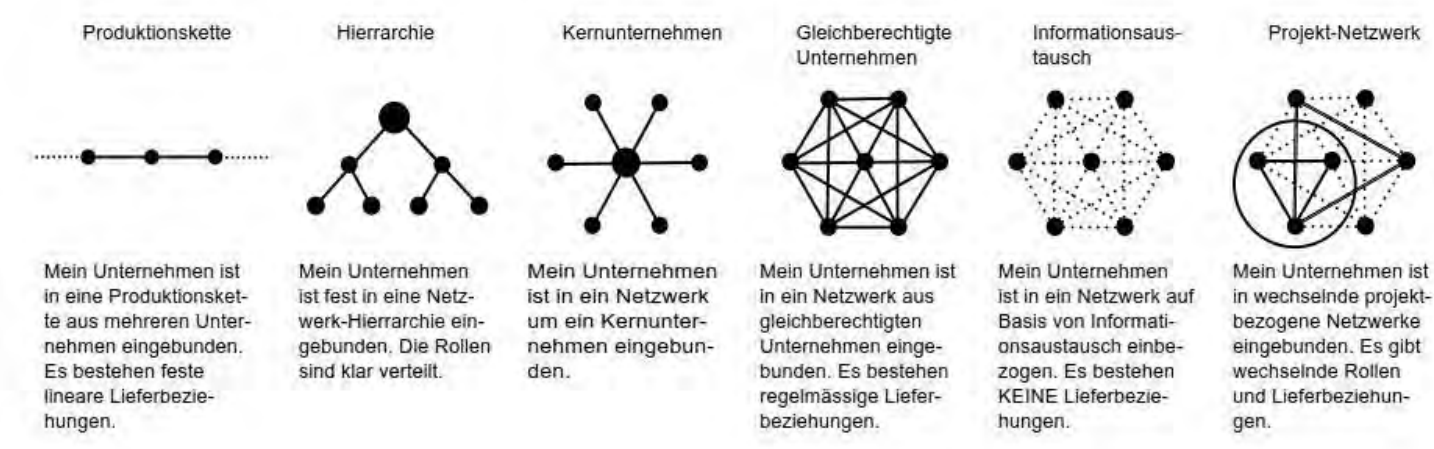 Produktionskette
Hierrarchie
Kernunternehmen
Gleichberechtigte
Unternehmen
Informationsaus-
tausch
Projekt-Netzwerk
Mein Unternehmen ist
in eine Produktionsket-
te aus mehreren Unter-
nehmen eingebunden.
Es bestehen feste
lineare Lieferbezie-
hungen.
Mein Unternehmen
ist fest in eine Netz-
werk-Hierarchie ein-
gebunden. Die Rollen
sind klar verteilt.
Mein Unternehmen
ist in ein Netzwerk
um ein Kernunter-
nehmen eingebun-
den.
Mein Unternehmen ist
in ein Netzwerk aus
gleichberechtigten
Unternehmen einge-
bunden. Es bestehen
regelmässige Liefer-
beziehungen.
Mein Unternehmen
ist in ein Netzwerk auf
Basis von Informati-
onsaustausch einbe-
zogen. Es bestehen
KEINE Lieferbezie-
hungen.
Mein Unternehmen ist
in wechselnde projekt-
bezogene Netzwerke
eingebunden. Es gibt
wechselnde Rollen
und Lieferbeziehun-
gen.